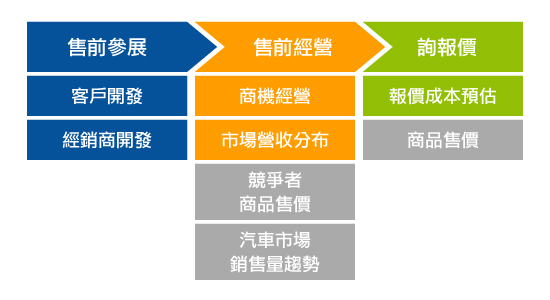 售前參展
售前經營
詢報價
客戶開發
商機經營
報價成本預估
經銷商開發
市場營收分布
商品售價
競爭者
商品售價
汽車市場
銷售量趨勢